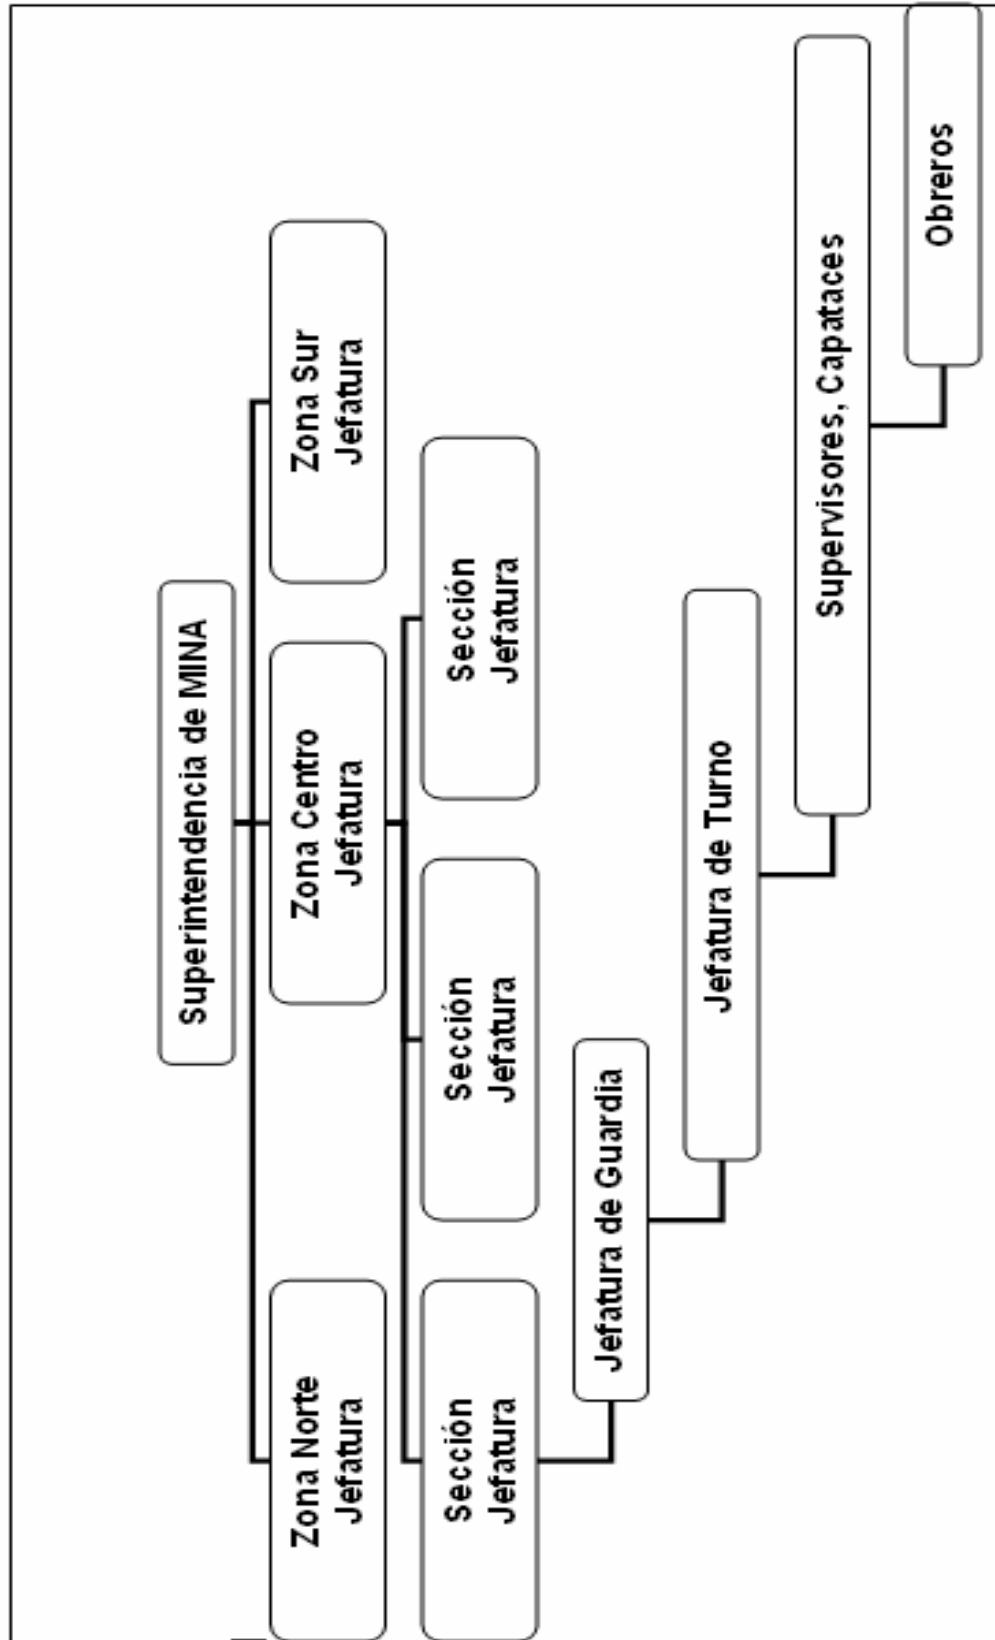 Superintendencia de MINA
Zona Norte
Jefatura
Zona Centro
Jefatura
Zona Sur
Jefatura
Sección
Jefatura
Sección
Jefatura
Sección
Jefatura
Jefatura de Guardia
Jefatura de Turno
Supervisores, Capataces
Obreros